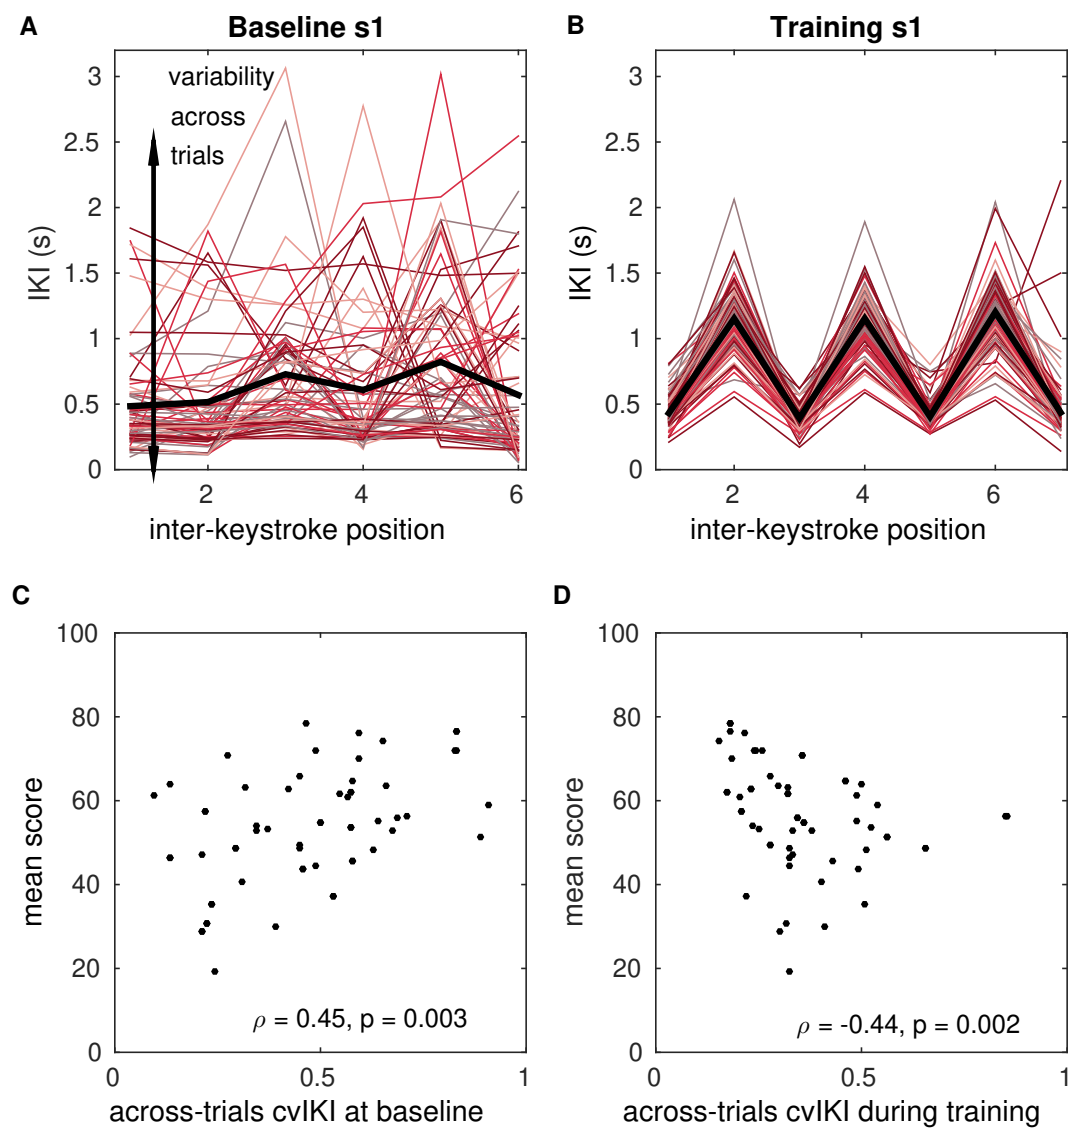 A
Baseline s1
variability
across
trials
3
2.5
2
1.5
1
0.5
0
IKI (s)
2
4
6
inter-keystroke position
B
Training s1
3
2.5
2
1.5
1
0.5
0
IKI (s)
2
4
6
inter-keystroke position
C
100
80
60
40
20
0
mean score
ρ = 0.45, p = 0.003
0
0.5
1
across-trials cvIKI at baseline
D
100
80
60
40
20
0
mean score
ρ = -0.44, p = 0.002
0
0.5
1
across-trials cvIKI during training